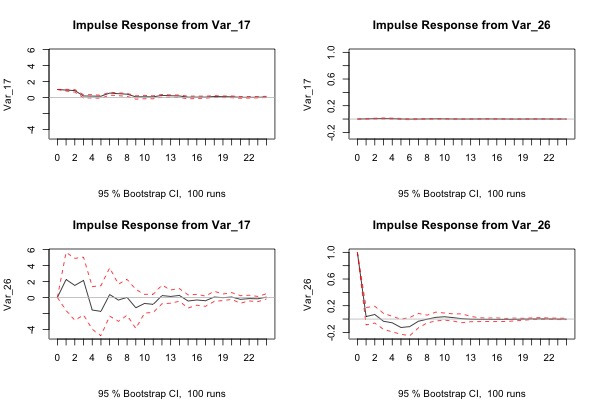 Impulse Response from Var_17
Var_17
6
4
2
0
-4
0 2 4 6 8 10 13 16 19 22
95 % Bootstrap CI, 100 runs
Impulse Response from Var_26
Var_17
1.0
0.6
0.2
-0.2
0 2 4 6 8 10 13 16 19 22
95 % Bootstrap CI, 100 runs
Impulse Response from Var_17
Var_26
6
4
2
0
-4
0 2 4 6 8 10 13 16 19 22
95 % Bootstrap CI, 100 runs
Impulse Response from Var_26
Var_26
1.0
0.6
0.2
-0.2
0 2 4 6 8 10 13 16 19 22
95 % Bootstrap CI, 100 runs